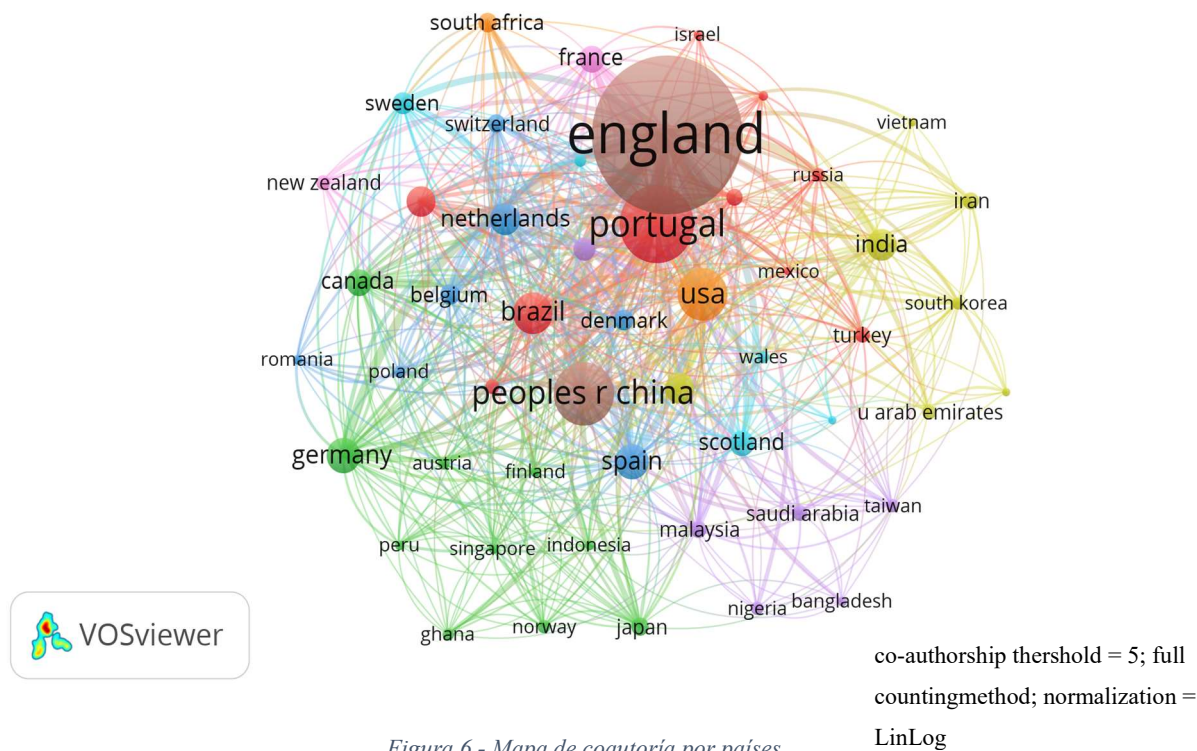 south africa
israel
france
sweden
england
switzerland
vietnam
russia
new zealand
iran
netherlands
portugal
india
mexico
canada
belgium
usa
south korea
brazil
denmark
turkey
romania
wales
poland
peoples r china
u arab emirates
scotland
germany
austria
finland
spain
taiwan
saudi arabia
malaysia
peru
singapore
indonesia
nigeria
bangladesh
ghana
norway
japan
VOSviewer
co-authorship thershold = 5; full
countingmethod; normalization =
LinLog
Figura 6 - Mapa de coautoría por países